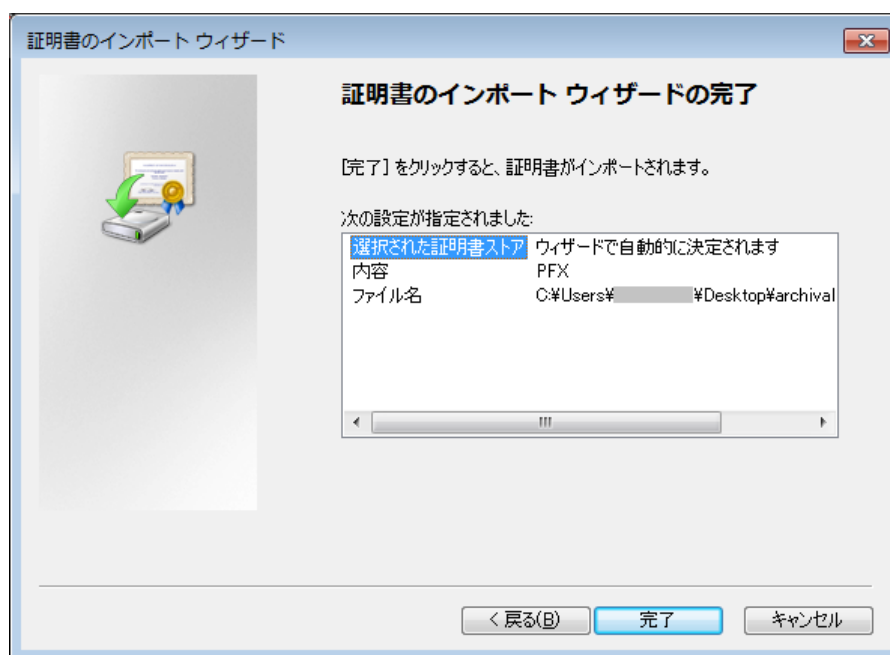 証明書のインポート ウィザード
証明書のインポート ウィザードの完了
[完了] をクリックすると、証明書がインポートされます。
次の設定が指定されました:
選択された証明書ストア ウィザードで自動的に決定されます
内容 PFX
ファイル名 C:¥Users¥ ¥Desktop¥archival
< 戻る(B) 完了 キャンセル